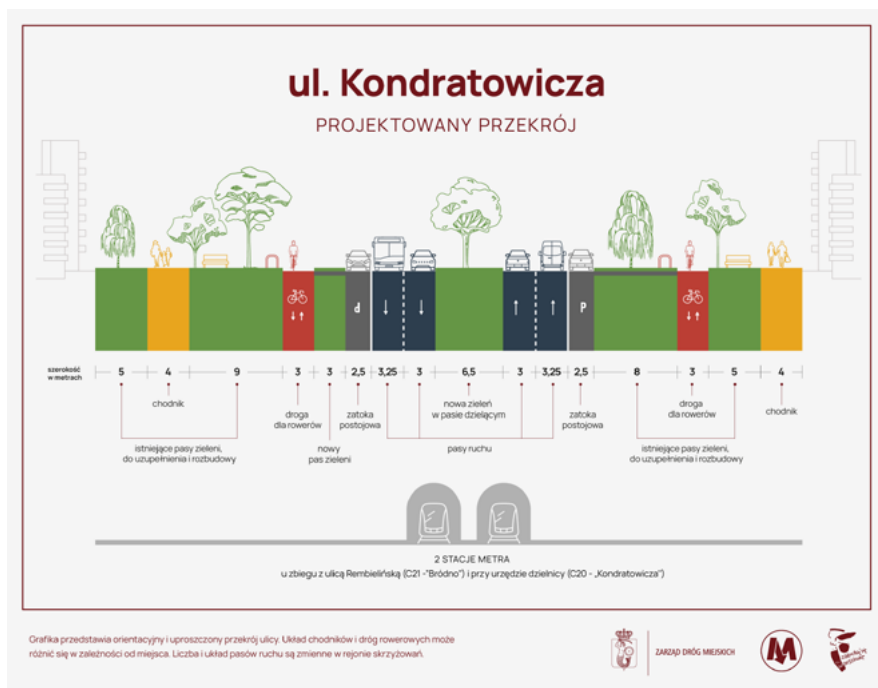 ul. Kondratowicza
PROJEKTOWANY PRZEKRÓJ
d
P
szerokość
w metrach
5 4 9 3 3 2,5 3,25 3 6,5 3 3,25 2,5 8 3 5 4
chodnik
droga
dla rowerów
zatoka
postojowa
nowa zieleń
w pasie dzielącym
zatoka
postojowa
droga
dla rowerów
chodnik
istniejące pasy zieleni,
do uzupełnienia i rozbudowy
nowy
pas zieleni
pasy ruchu
istniejące pasy zieleni,
do uzupełnienia i rozbudowy
2 STACJE METRA
u zbiegu z ulicą Rembielińską (C21 -"Bródno") i przy urzędzie dzielnicy (C20 - „Kondratowicza")
Grafika przedstawia orientacyjny i uproszczony przekrój ulicy. Układ chodników i dróg rowerowych może
różnić się w zależności od miejsca. Liczba i układ pasów ruchu są zmienne w rejonie skrzyżowań.
ZARZĄD DRÓG MIEJSKICH
M